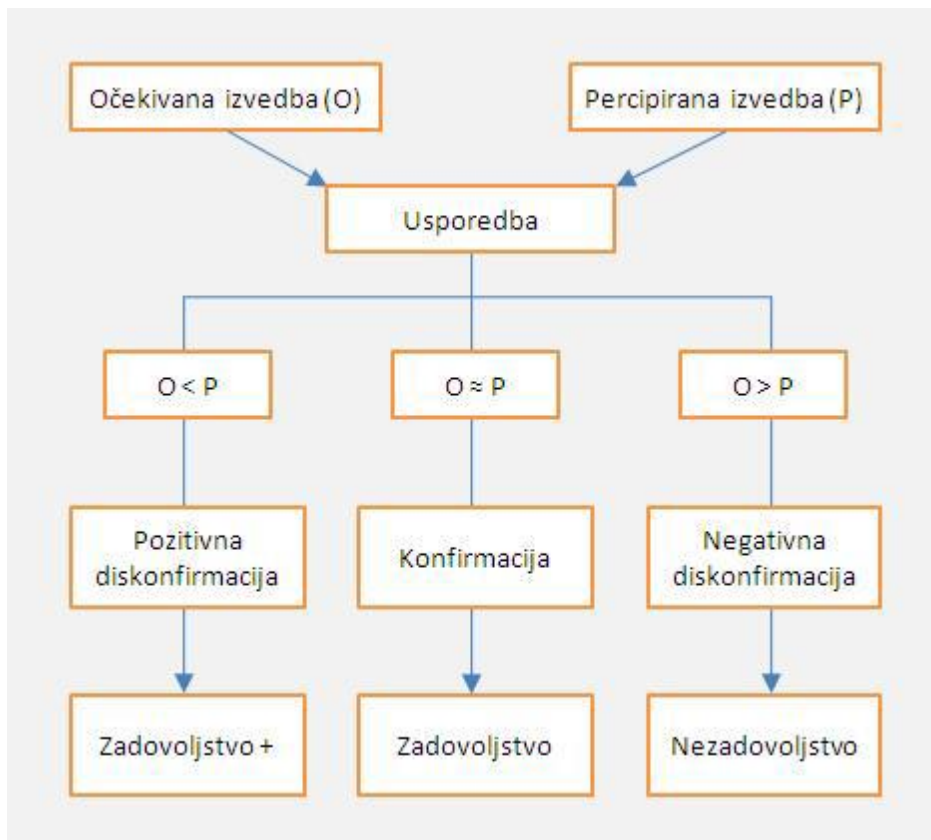 Očekivana izvedba (O)
Percipirana izvedba (P)
Usporedba
O < P
O ≈ P
O > P
Pozitivna
diskonfirmacija
Konfirmacija
Negativna
diskonfirmacija
Zadovoljstvo +
Zadovoljstvo
Nezadovoljstvo